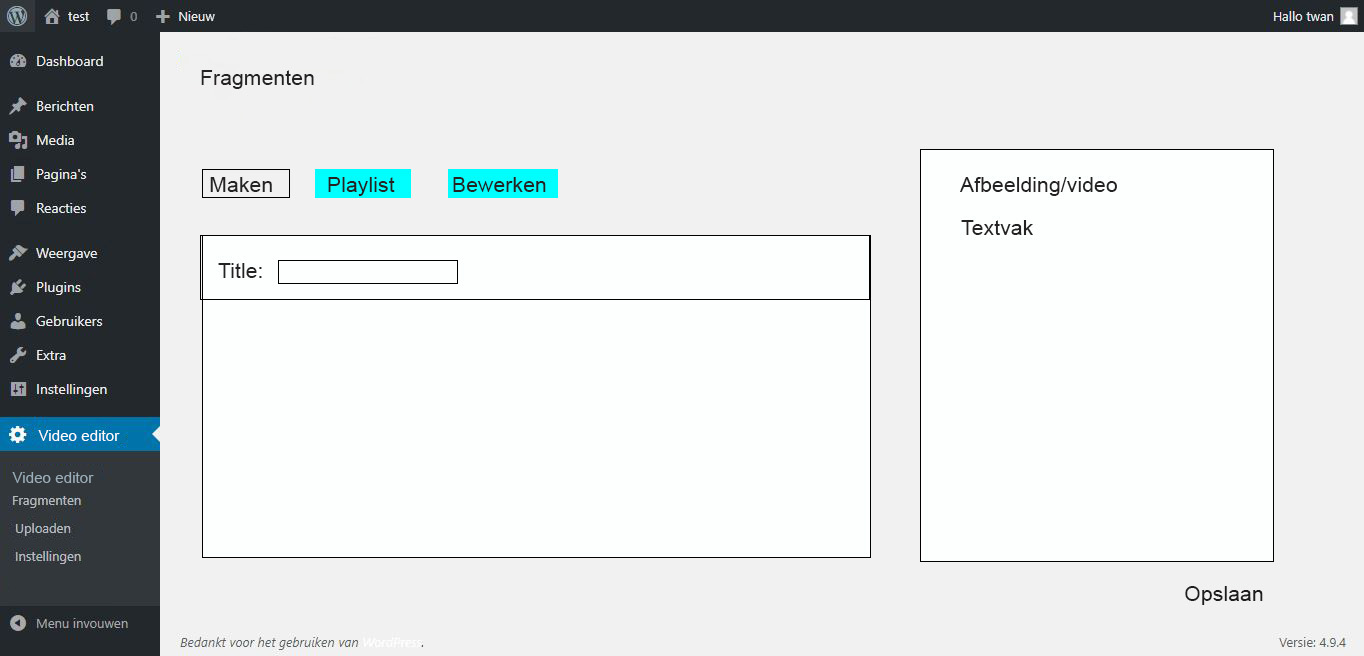 test 0 Nieuw Hallo twan
Dashboard
Berichten
Media
Pagina's
Reacties
Weergave
Plugins
Gebruikers
Extra
Instellingen
Video editor
Video editor
Fragmenten
Uploaden
Instellingen
Menu invouwen
Fragmenten
Maken Playlist Bewerken
Title:
Afbeelding/video
Textvak
Opslaan
Bedankt voor het gebruiken van WordPress.
Versie: 4.9.4